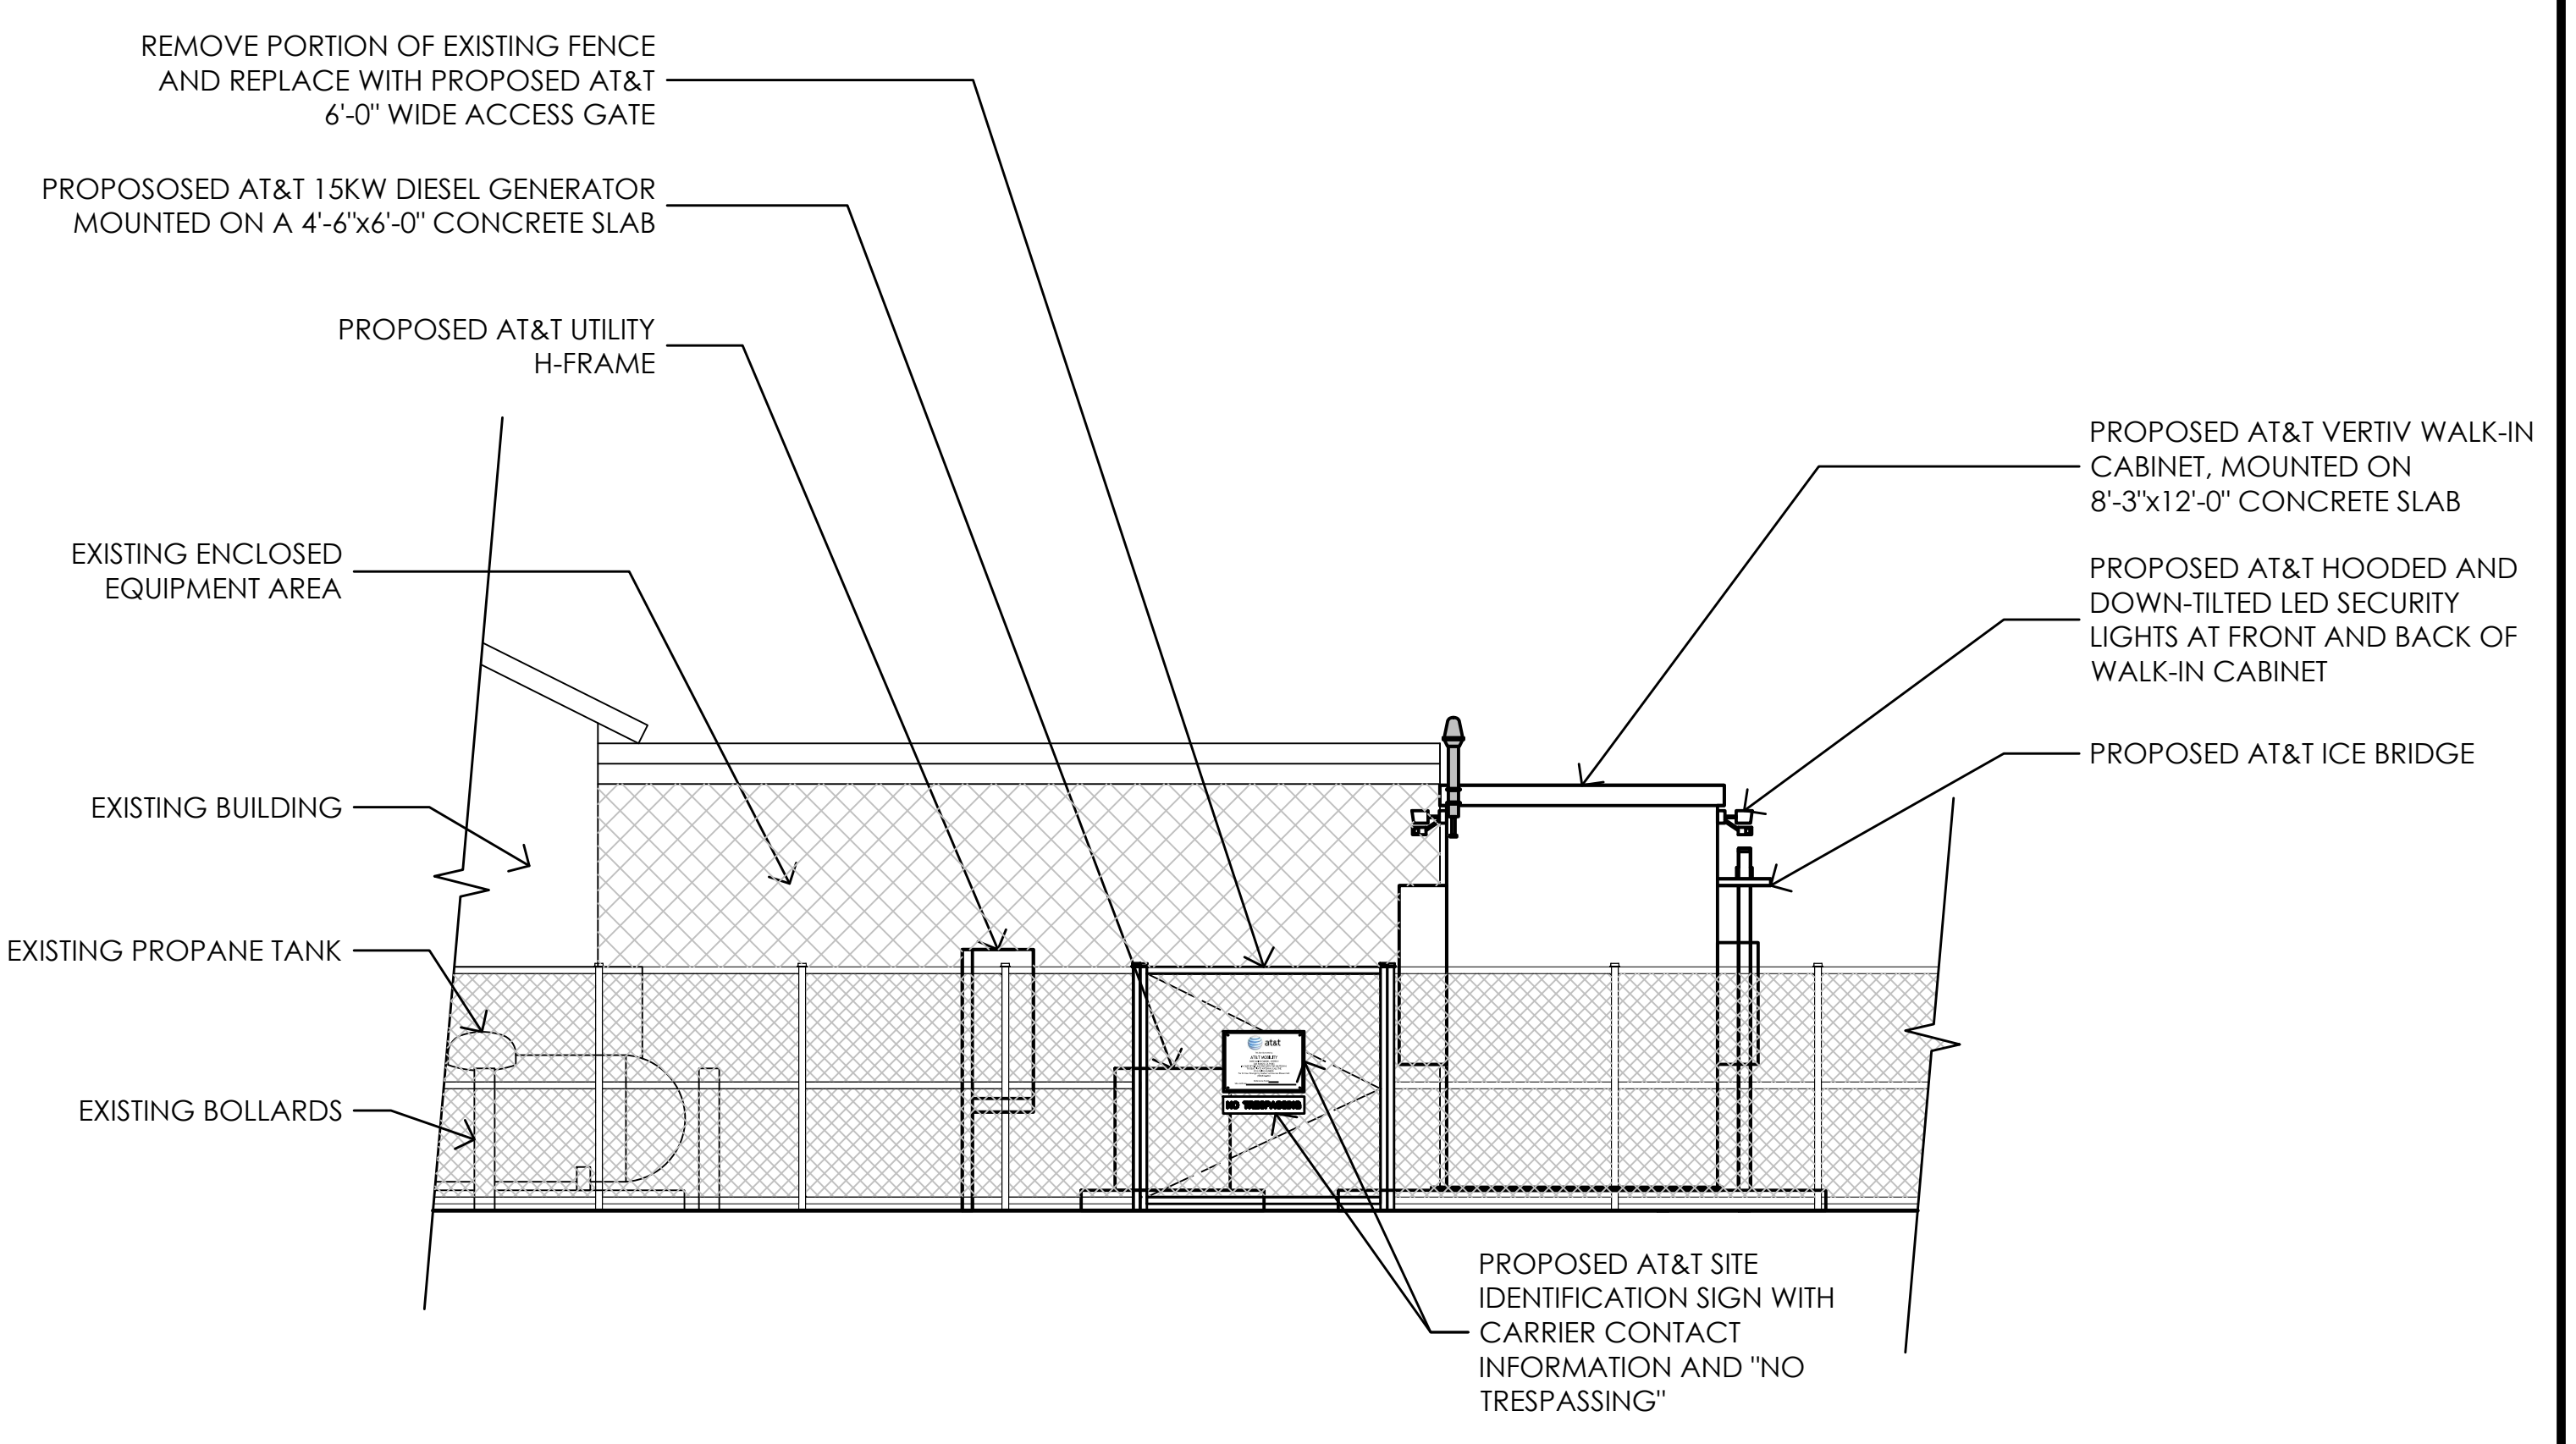 REMOVE PORTION OF EXISTING FENCE
AND REPLACE WITH PROPOSED AT&T
6'-0" WIDE ACCESS GATE
PROPOSOSED AT&T 15KW DIESEL GENERATOR
MOUNTED ON A 4'-6"x6'-0" CONCRETE SLAB
PROPOSED AT&T UTILITY
H-FRAME
EXISTING ENCLOSED
EQUIPMENT AREA
EXISTING BUILDING
EXISTING PROPANE TANK
EXISTING BOLLARDS
PROPOSED AT&T VERTIV WALK-IN
CABINET, MOUNTED ON
8'-3"x12'-0" CONCRETE SLAB
PROPOSED AT&T HOODED AND
DOWN-TILTED LED SECURITY
LIGHTS AT FRONT AND BACK OF
WALK-IN CABINET
PROPOSED AT&T ICE BRIDGE
at&t
AT&T MOBILITY
NO TRESPASSING
PROPOSED AT&T SITE
IDENTIFICATION SIGN WITH
CARRIER CONTACT
INFORMATION AND "NO
TRESPASSING"